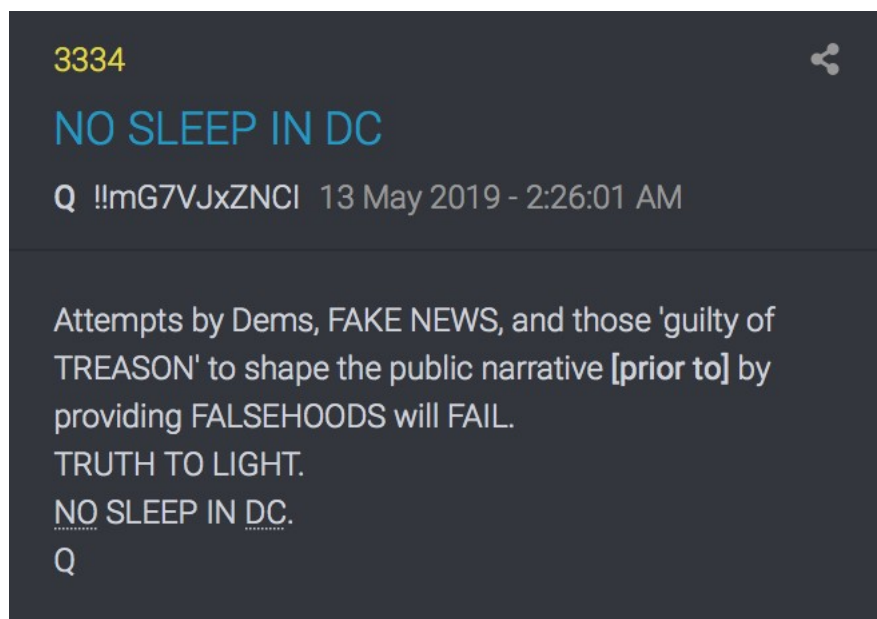 3334
NO SLEEP IN DC
Q !!mG7VJxZNCI 13 May 2019 - 2:26:01 AM
Attempts by Dems, FAKE NEWS, and those 'guilty of
TREASON' to shape the public narrative [prior to] by
providing FALSEHOODS will FAIL.
TRUTH TO LIGHT.
NO SLEEP IN DC.
Q